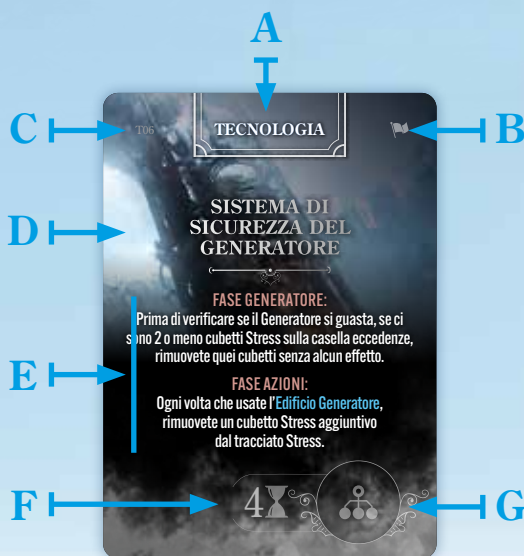 A
C
T06
TECNOLOGIA
B
D
SISTEMA DI
SICUREZZA DEL
GENERATORE
FASE GENERATORE:
Prima di verificare se il Generatore si guasta, se ci
sono 2 o meno cubetti Stress sulla casella eccedenze,
rimuovete quei cubetti senza alcun effetto.
E
FASE AZIONI:
Ogni volta che usate l'Edificio Generatore,
rimuovete un cubetto Stress aggiuntivo
dal tracciato Stress.
F
4
G